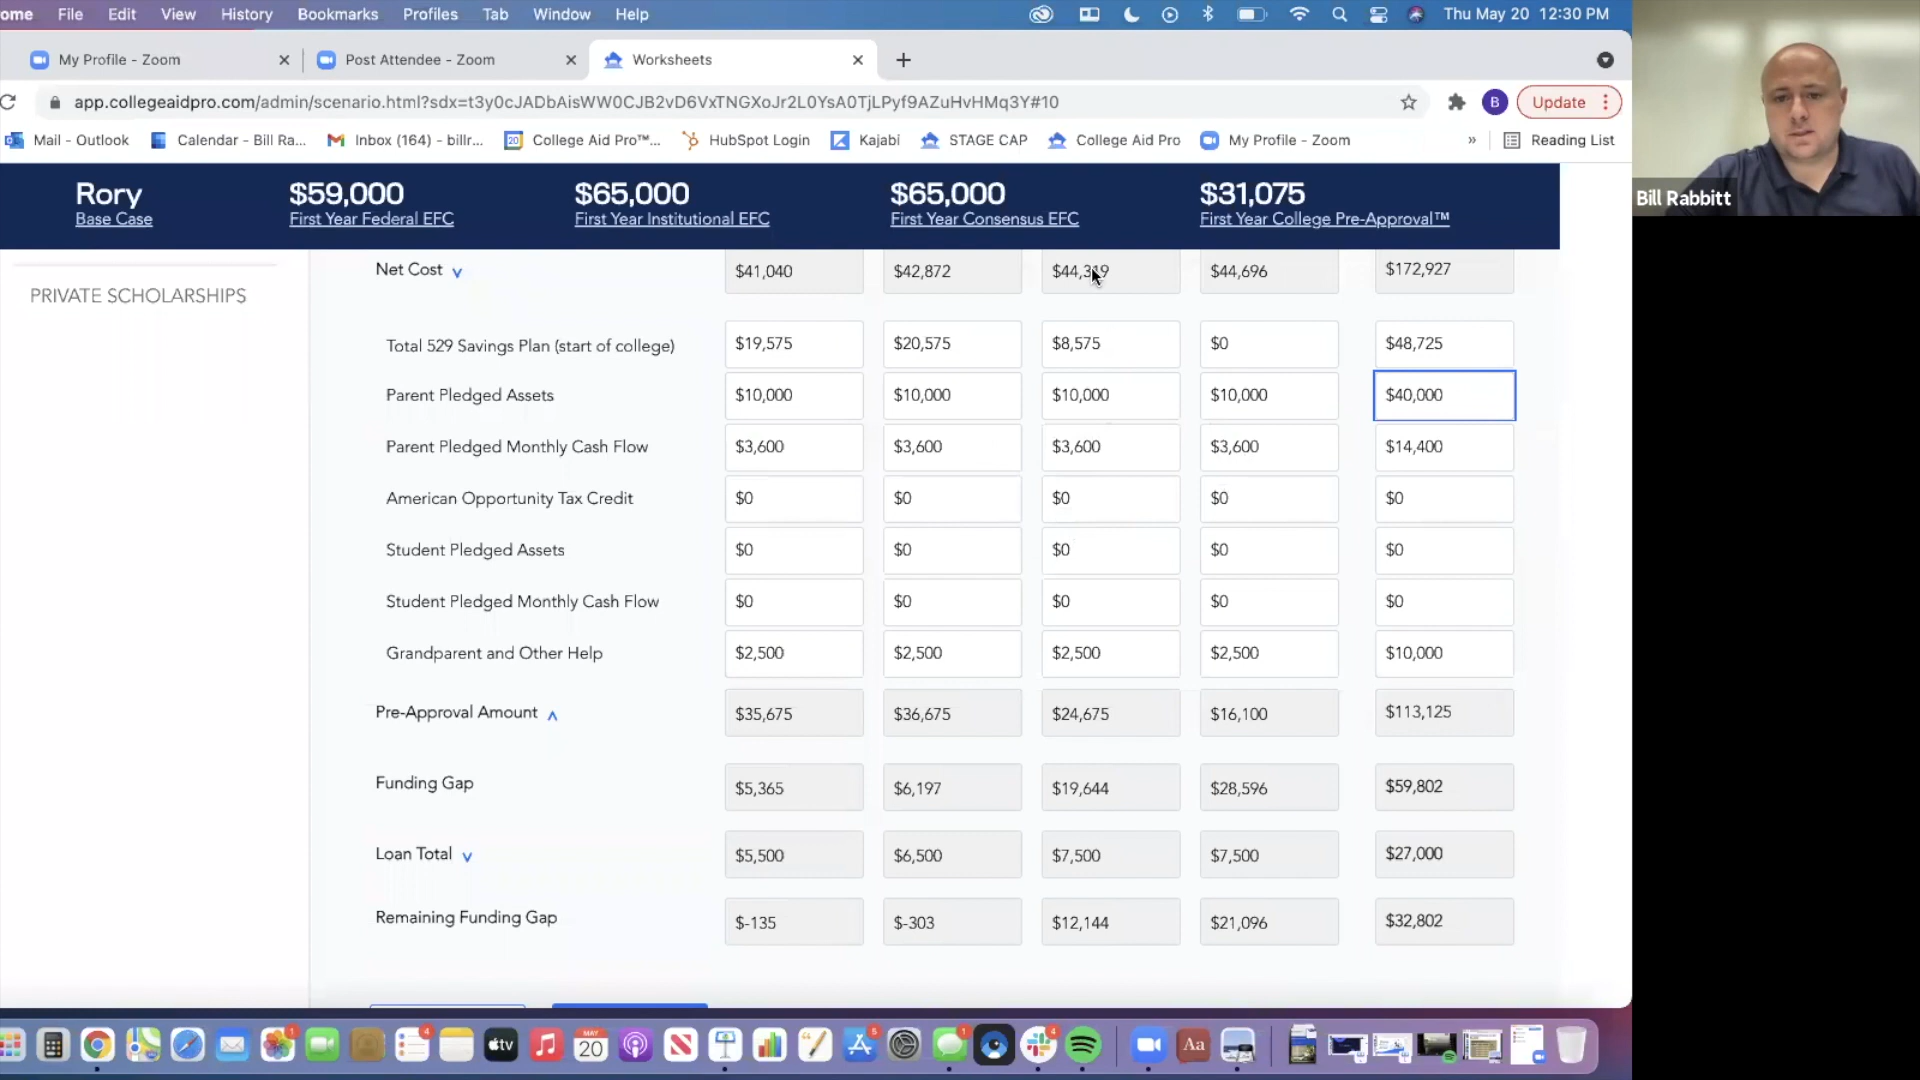 ome File Edit View History Bookmarks Profiles Tab Window Help Thu May 20 12:30 PM
My Profile - Zoom Post Attendee - Zoom Worksheets
app.collegeaidpro.com/admin/scenario.html?sdx=t3y0cJADbAisWW0CJB2vD6VxTNGXoJr2L0YsA0TjLPyf9AZuHvHMq3Y#10 B Update
Mail - Outlook Calendar - Bill Ra... Inbox (164) - billr... 20 College Aid Pro™... HubSpot Login Kajabi STAGE CAP College Aid Pro My Profile - Zoom » Reading List
Rory $59,000 $65,000 $65,000 $31,075
Base Case First Year Federal EFC First Year Institutional EFC First Year Consensus EFC First Year College Pre-Approval™
Bill Rabbitt
Net Cost $41,040 $42,872 $44,319 $44,696 $172,927
PRIVATE SCHOLARSHIPS
Total 529 Savings Plan (start of college) $19,575 $20,575 $8,575 $0 $48,725
Parent Pledged Assets $10,000 $10,000 $10,000 $10,000 $40,000
Parent Pledged Monthly Cash Flow $3,600 $3,600 $3,600 $3,600 $14,400
American Opportunity Tax Credit $0 $0 $0 $0 $0
Student Pledged Assets $0 $0 $0 $0 $0
Student Pledged Monthly Cash Flow $0 $0 $0 $0 $0
Grandparent and Other Help $2,500 $2,500 $2,500 $2,500 $10,000
Pre-Approval Amount $35,675 $36,675 $24,675 $16,100 $113,125
Funding Gap $5,365 $6,197 $19,644 $28,596 $59,802
Loan Total $5,500 $6,500 $7,500 $7,500 $27,000
Remaining Funding Gap $-135 $-303 $12,144 $21,096 $32,802
1 4 tv MAY 20 5 1 4 Aa